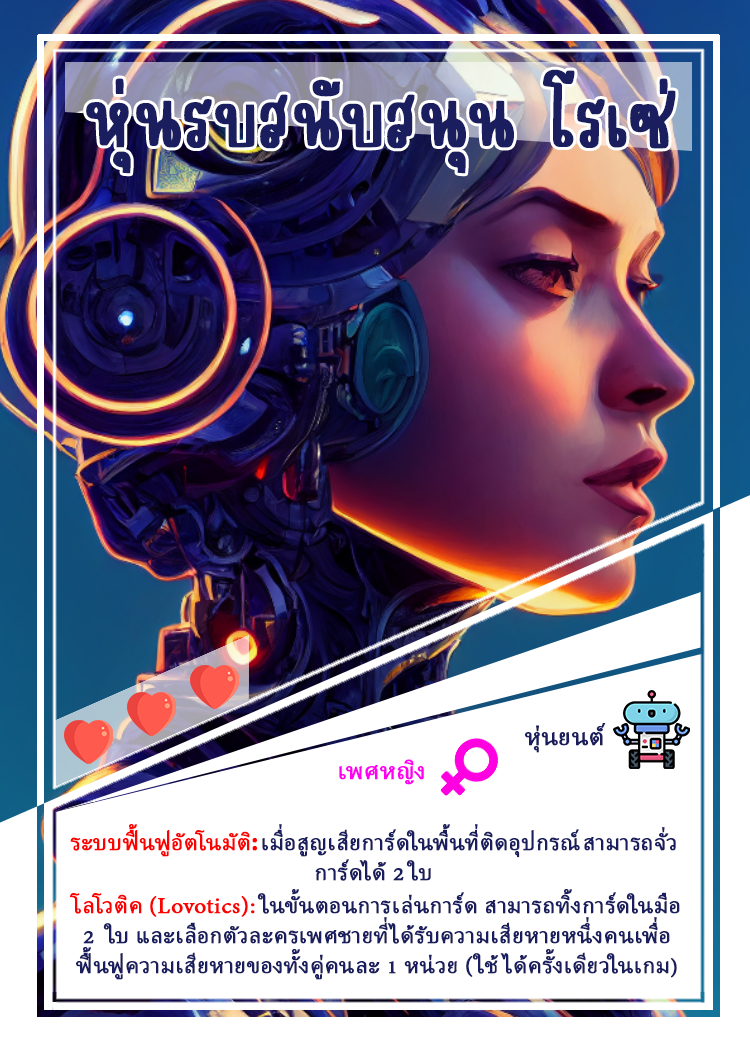 หุ่นรบสนับสนุน โรเซ่
หุ่นยนต์
เพศหญิง
ระบบฟื้นฟูอัตโนมัติ: เมื่อสูญเสียการ์ดในพื้นที่ติดอุปกรณ์ สามารถจั่ว
การ์ดได้ 2 ใบ
โลโวติค (Lovotics): ในขั้นตอนการเล่นการ์ด สามารถทิ้งการ์ดในมือ
2 ใบ และเลือกตัวละครเพศชายที่ได้รับความเสียหายหนึ่งคนเพื่อ
ฟื้นฟูความเสียหายของทั้งคู่คนละ 1 หน่วย (ใช้ได้ครั้งเดียวในเกม)